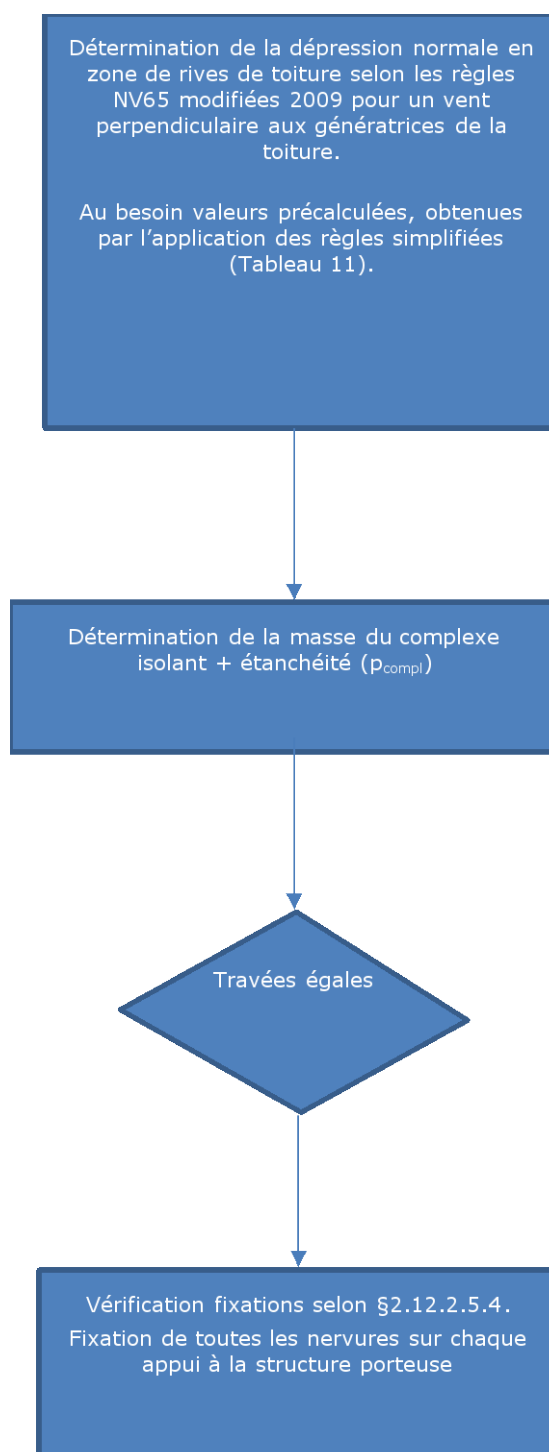 Détermination de la dépression normale en
zone de rives de toiture selon les règles
NV65 modifiées 2009 pour un vent
perpendiculaire aux génératrices de la
toiture.
Au besoin valeurs précalculées, obtenues
par l'application des règles simplifiées
(Tableau 11).
Détermination de la masse du complexe
isolant + étanchéité (pcompl)
Travées égales
Vérification fixations selon §2.12.2.5.4.
Fixation de toutes les nervures sur chaque
appui à la structure porteuse